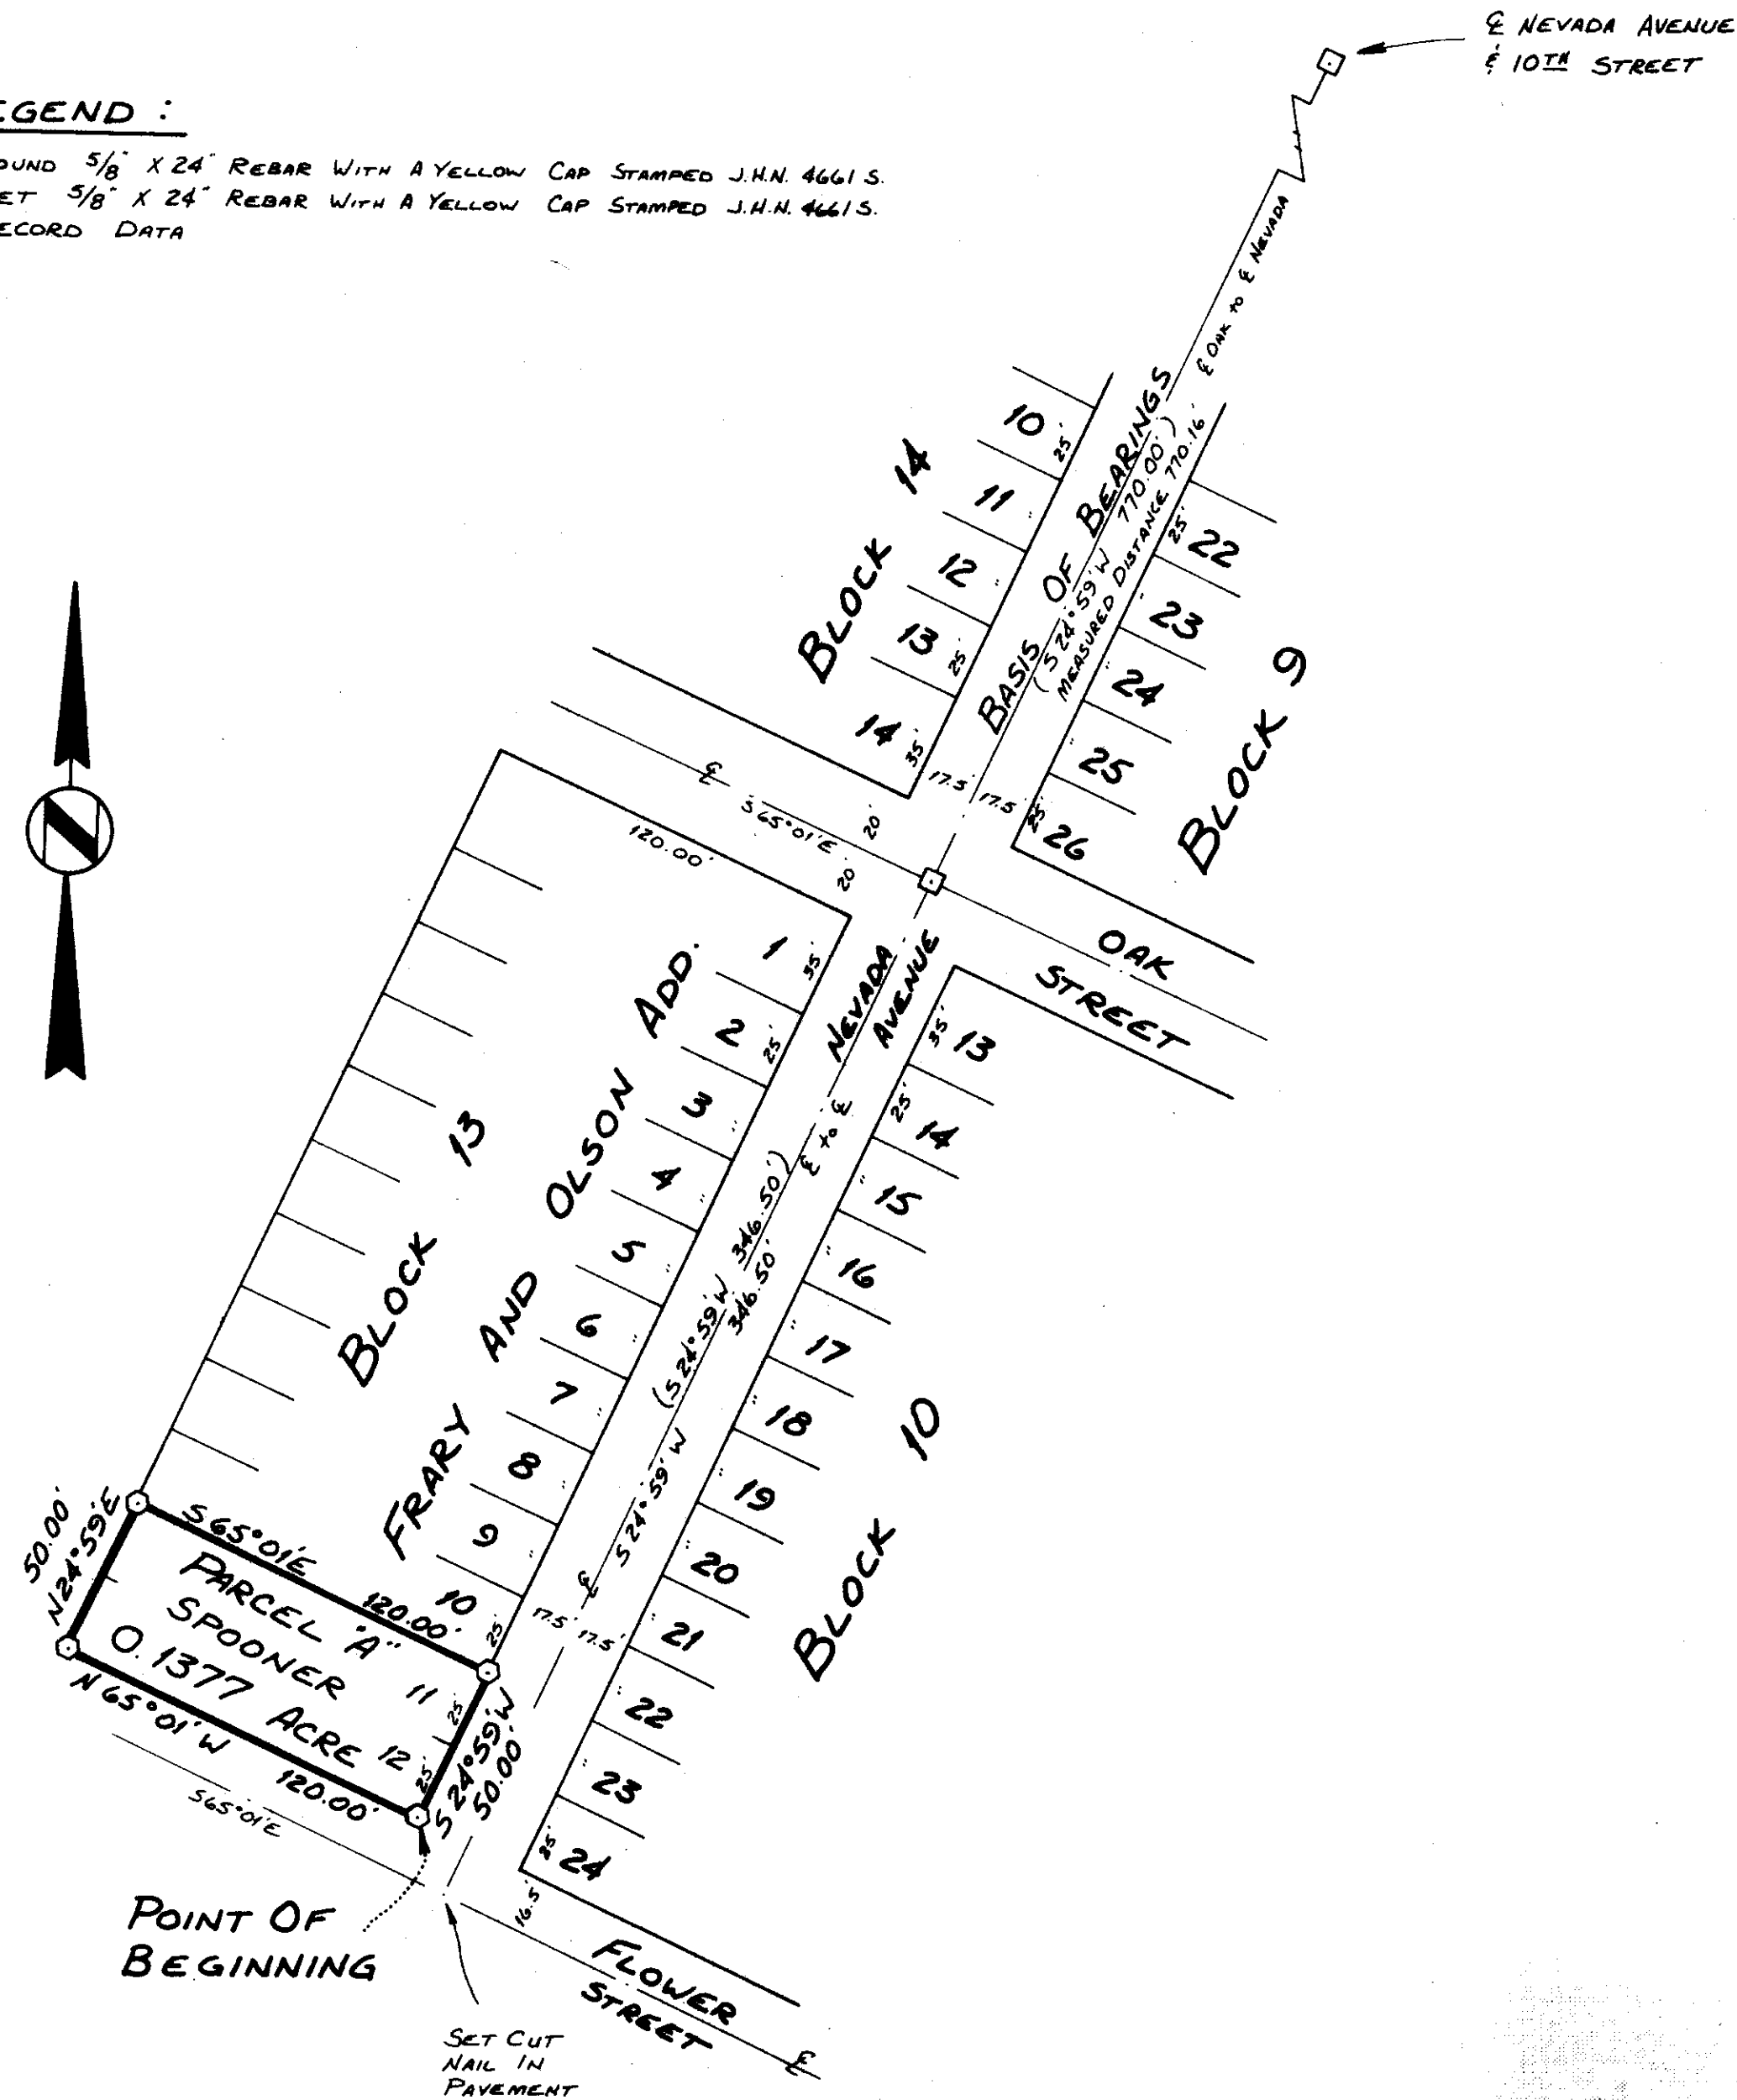 ℄ NEVADA AVENUE
& 10TH STREET
EGEND :
OUND 5/8" X 24" REBAR WITH A YELLOW CAP STAMPED J.H.N. 4661 S.
ET 5/8" X 24" REBAR WITH A YELLOW CAP STAMPED J.H.N. 4661 S.
ECORD DATA
℄ OAK to ℄ NEVADA
BASIS OF BEARINGS
(S 24°59'W 770.00')
MEASURED DISTANCE 770.16'
BLOCK 14
10
25'
11
"
12
"
13
25'
14
35'
17.5'
17.5'
BLOCK 9
25'
22
"
23
"
24
"
25
25'
26
N
℄
S 65°01'E
20'
20'
120.00'
OAK
STREET
NEVADA
AVENUE
BLOCK 13
FRARY AND OLSON ADD.
1
35'
2
25'
3
"
4
"
5
"
6
"
7
"
8
"
9
"
10
25'
℄ to ℄
(S 24°59'W 346.50')
346.50'
S 24°59'W
℄
17.5'
17.5'
BLOCK 10
35'
13
25'
14
"
15
"
16
"
17
"
18
"
19
"
20
"
21
"
22
"
23
25'
24
50.00'
N24°59'E
S65°01'E
120.00'
PARCEL "A"
SPOONER
0.1377 ACRE
11
25'
12
25'
N65°01'W
120.00'
S 24°59'W
50.00'
S65°01'E
16.5'
POINT OF
BEGINNING
FLOWER
STREET
℄
SET CUT
NAIL IN
PAVEMENT